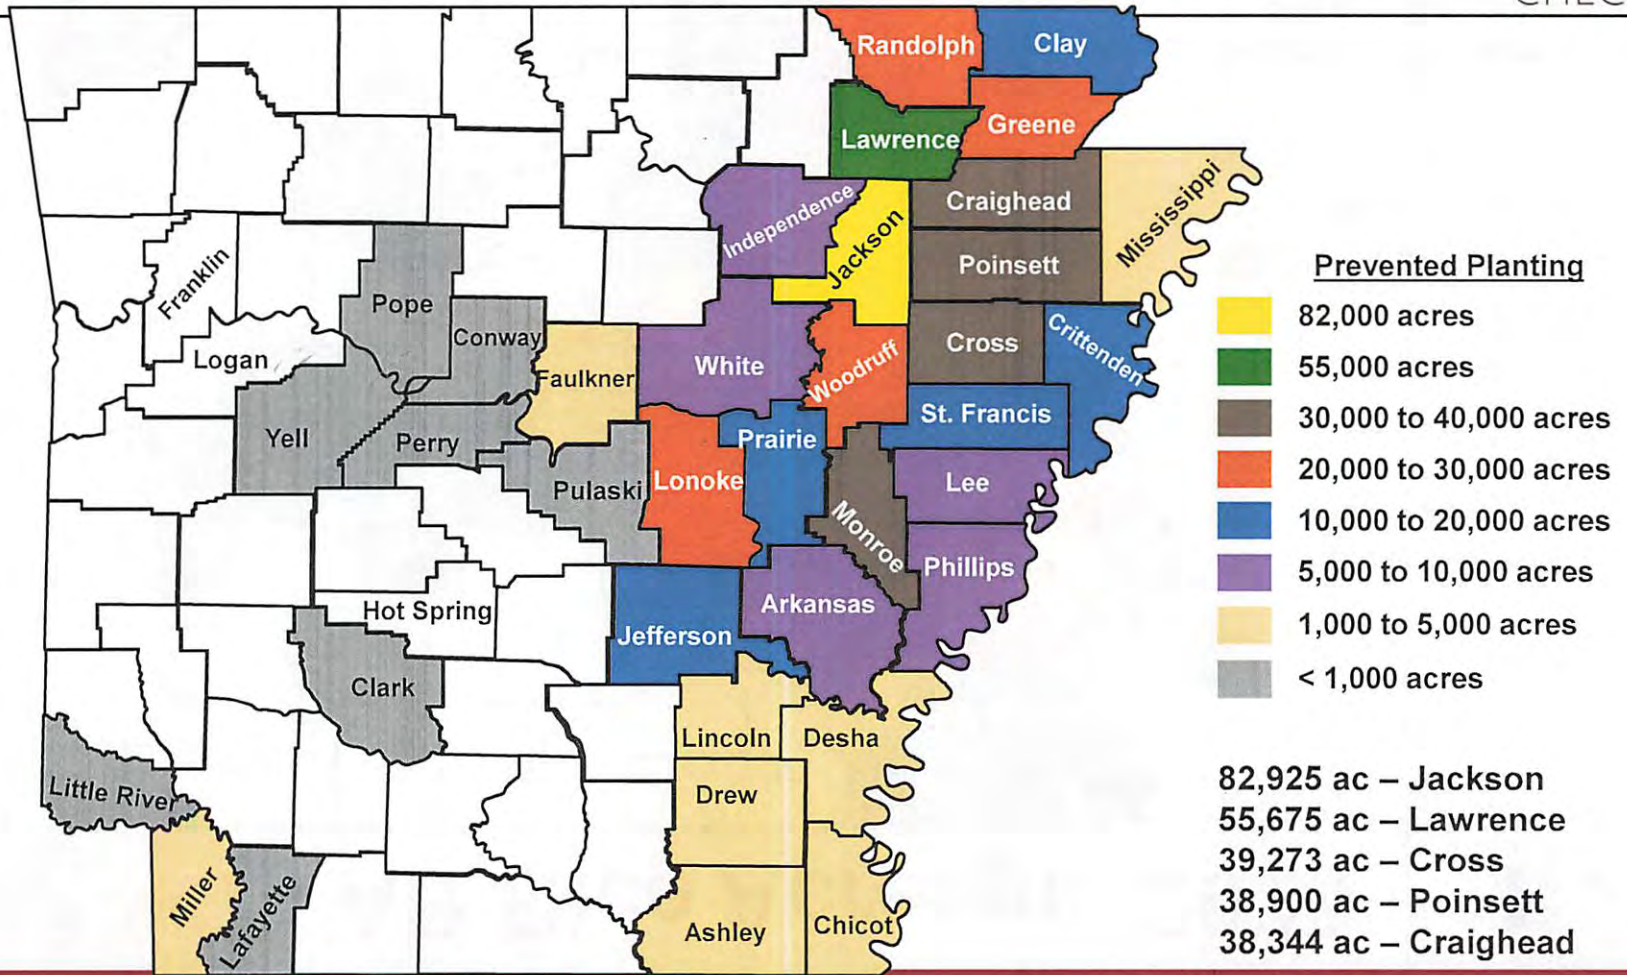 CHEC
Randolph
Clay
Lawrence
Greene
Independence
Jackson
Craighead
Mississippi
Poinsett
Franklin
Pope
Conway
Logan
Faulkner
White
Woodruff
Cross
Crittenden
St. Francis
Yell
Perry
Pulaski
Lonoke
Prairie
Lee
Monroe
Phillips
Hot Spring
Jefferson
Arkansas
Clark
Lincoln
Desha
Little River
Drew
Miller
Lafayette
Ashley
Chicot
Prevented Planting
82,000 acres
55,000 acres
30,000 to 40,000 acres
20,000 to 30,000 acres
10,000 to 20,000 acres
5,000 to 10,000 acres
1,000 to 5,000 acres
< 1,000 acres
82,925 ac – Jackson
55,675 ac – Lawrence
39,273 ac – Cross
38,900 ac – Poinsett
38,344 ac – Craighead